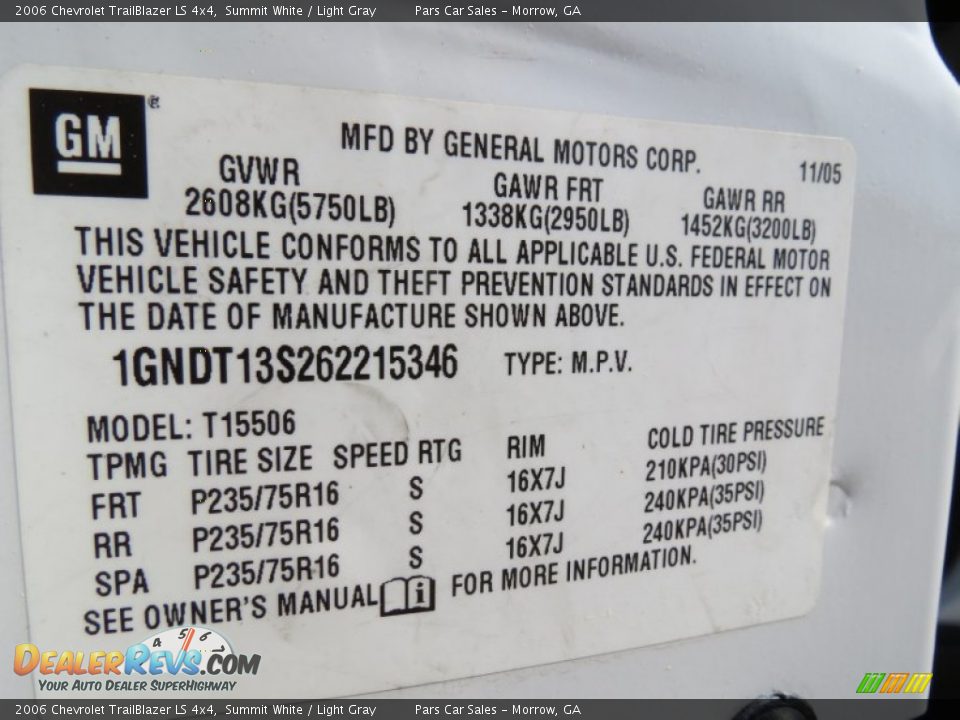 2006 Chevrolet TrailBlazer LS 4x4, Summit White / Light Gray Pars Car Sales - Morrow, GA
GM®
MFD BY GENERAL MOTORS CORP.
11/05
GVWR GAWR FRT GAWR RR
2608KG(5750LB) 1338KG(2950LB) 1452KG(3200LB)
THIS VEHICLE CONFORMS TO ALL APPLICABLE U.S. FEDERAL MOTOR
VEHICLE SAFETY AND THEFT PREVENTION STANDARDS IN EFFECT ON
THE DATE OF MANUFACTURE SHOWN ABOVE.
1GNDT13S262215346 TYPE: M.P.V.
MODEL: T15506
TPMG TIRE SIZE SPEED RTG RIM COLD TIRE PRESSURE
FRT P235/75R16 S 16X7J 210KPA(30PSI)
RR P235/75R16 S 16X7J 240KPA(35PSI)
SPA P235/75R16 S 16X7J 240KPA(35PSI)
SEE OWNER'S MANUAL i FOR MORE INFORMATION.
4 5 6
DEALERREVS.COM
YOUR AUTO DEALER SUPERHIGHWAY
2006 Chevrolet TrailBlazer LS 4x4, Summit White / Light Gray Pars Car Sales - Morrow, GA